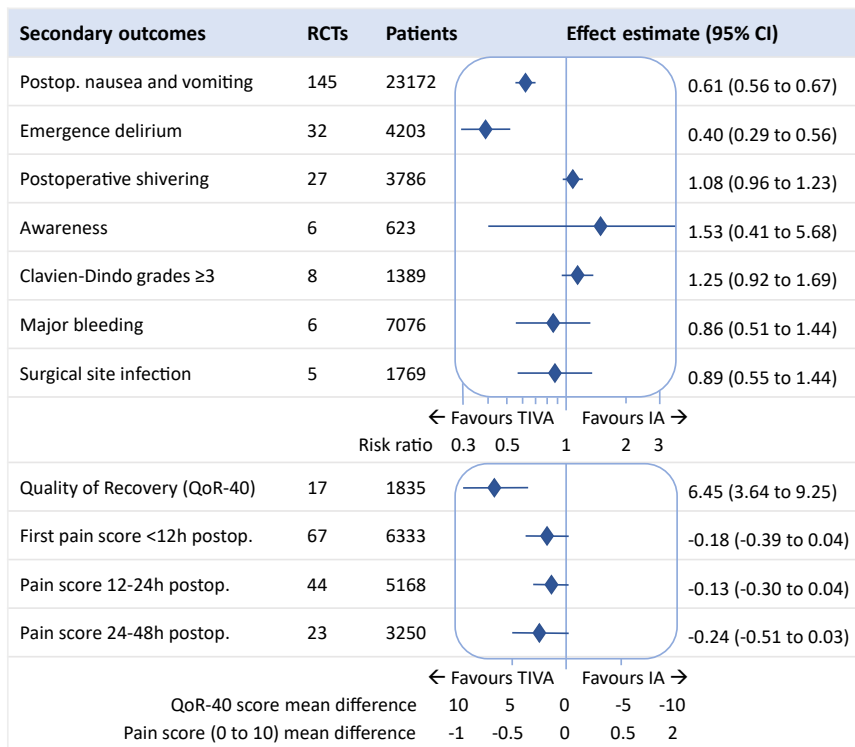 Secondary outcomes RCTs Patients Effect estimate (95% CI)
Postop. nausea and vomiting 145 23172 0.61 (0.56 to 0.67)
Emergence delirium 32 4203 0.40 (0.29 to 0.56)
Postoperative shivering 27 3786 1.08 (0.96 to 1.23)
Awareness 6 623 1.53 (0.41 to 5.68)
Clavien-Dindo grades ≥3 8 1389 1.25 (0.92 to 1.69)
Major bleeding 6 7076 0.86 (0.51 to 1.44)
Surgical site infection 5 1769 0.89 (0.55 to 1.44)
← Favours TIVA Favours IA →
Risk ratio 0.3 0.5 1 2 3
Quality of Recovery (QoR-40) 17 1835 6.45 (3.64 to 9.25)
First pain score <12h postop. 67 6333 -0.18 (-0.39 to 0.04)
Pain score 12-24h postop. 44 5168 -0.13 (-0.30 to 0.04)
Pain score 24-48h postop. 23 3250 -0.24 (-0.51 to 0.03)
← Favours TIVA Favours IA →
QoR-40 score mean difference 10 5 0 -5 -10
Pain score (0 to 10) mean difference -1 -0.5 0 0.5 2